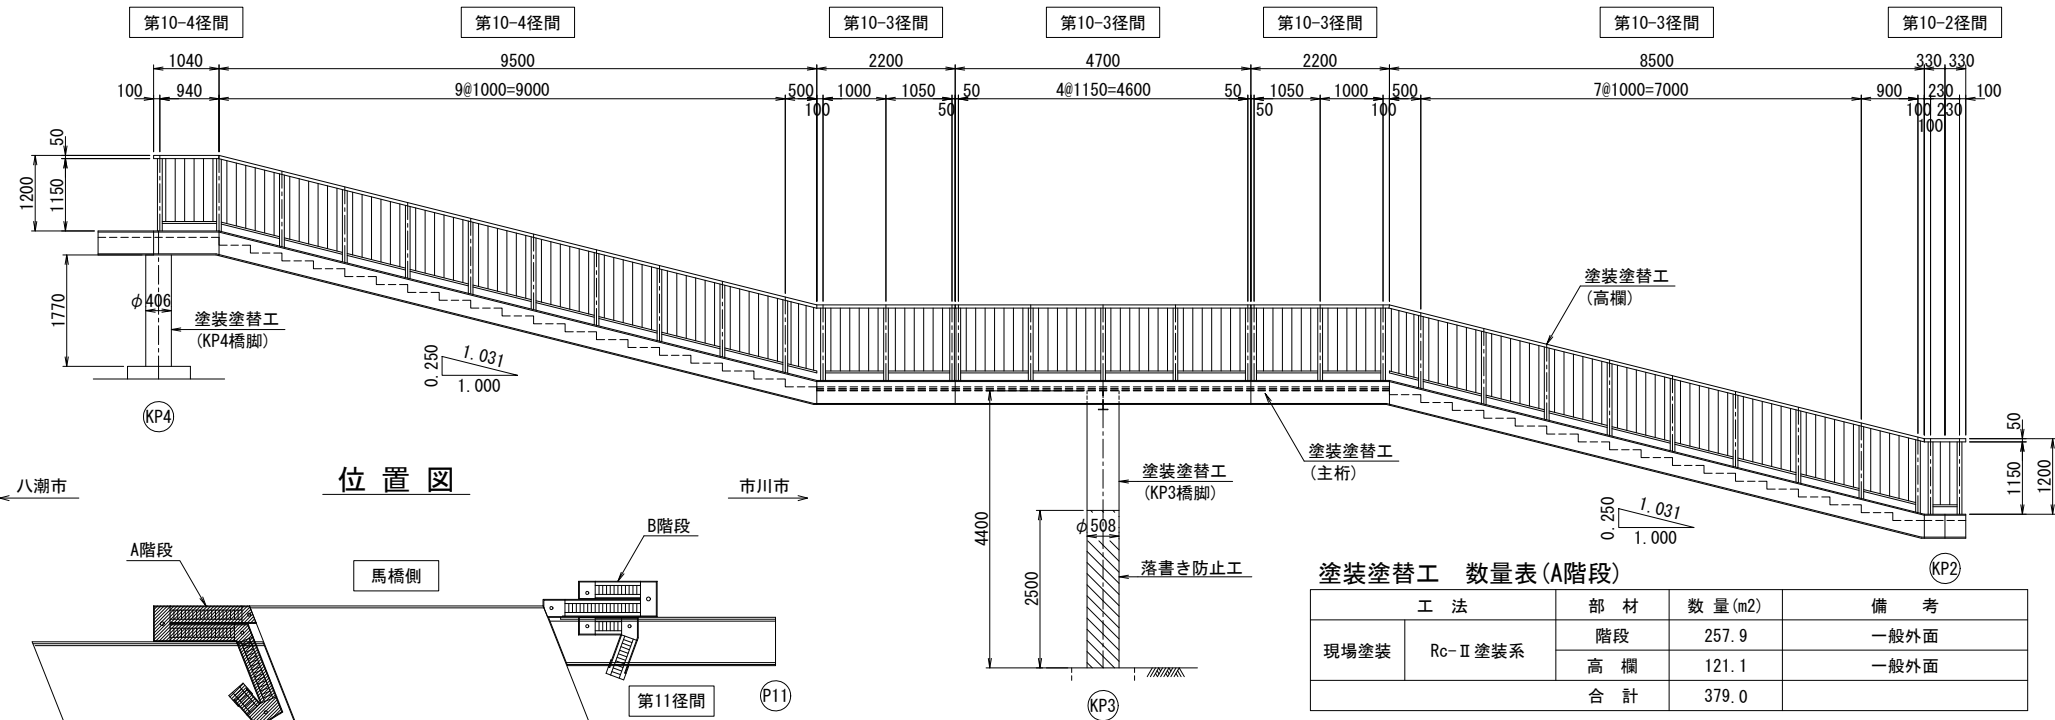 第10-4径間 第10-4径間 第10-3径間 第10-3径間 第10-3径間 第10-3径間 第10-2径間
1040 9500 2200 4700 2200 8500 330 330
100 940 9@1000=9000 500 1000 1050 50 4@1150=4600 50 1050 1000 500 7@1000=7000 900 230 100
100 50 50 100 100 230
100
50
1200
1150
1770
φ406
塗装塗替工
(KP4橋脚)
0.250
1.031
1.000
KP4
塗装塗替工
(高欄)
塗装塗替工
(主桁)
塗装塗替工
(KP3橋脚)
4400
2500
φ508
落書き防止工
KP3
0.250
1.031
1.000
50
1150
1200
KP2
位置図
八潮市
市川市
A階段
馬橋側
B階段
第11径間
P11
塗装塗替工 数量表(A階段)
工法 部材 数量(m2) 備考
現場塗装 Rc-Ⅱ塗装系 階段 257.9 一般外面
高欄 121.1 一般外面
合計 379.0